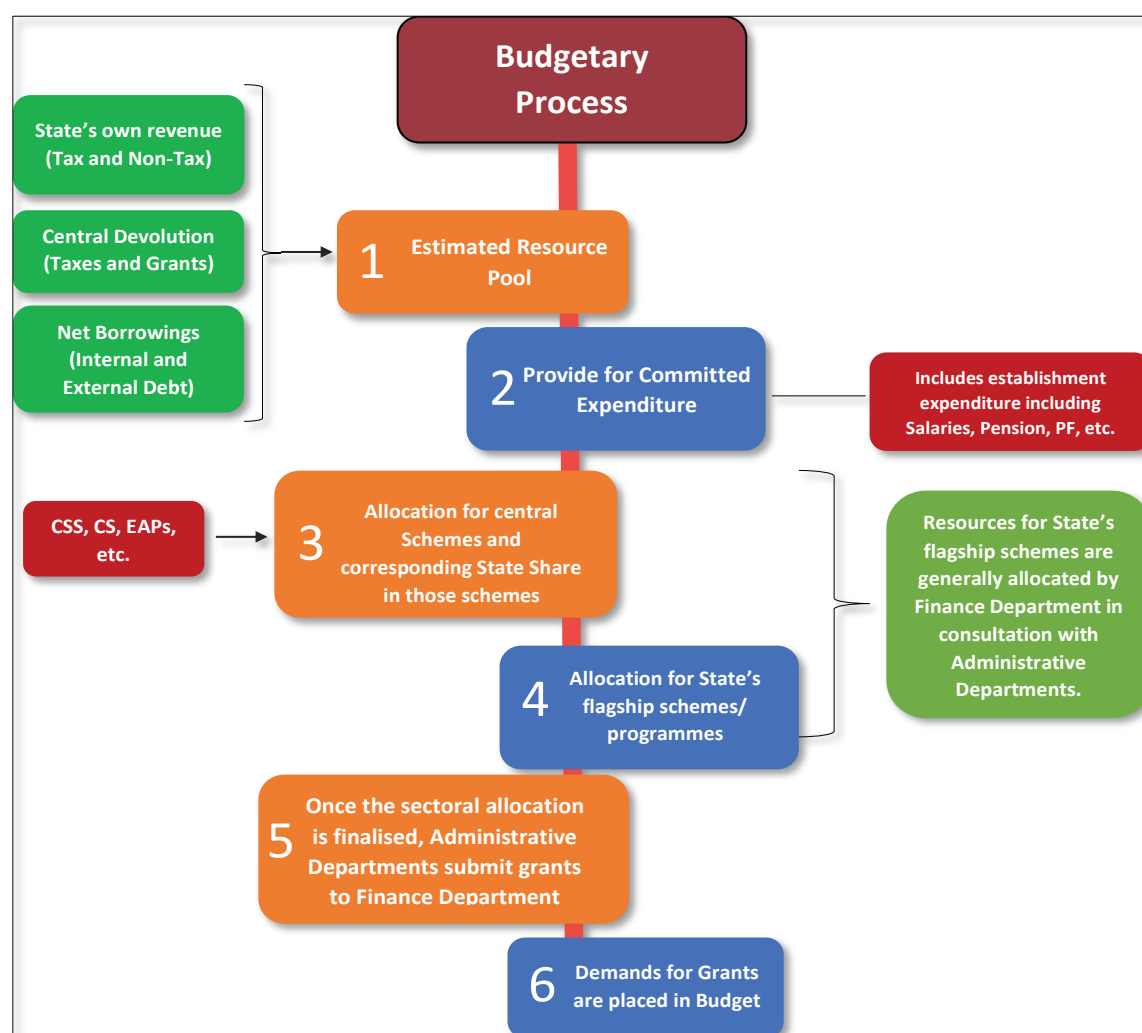 Budgetary
Process
State’s own revenue
(Tax and Non-Tax)
Central Devolution
(Taxes and Grants)
Net Borrowings
(Internal and
External Debt)
1
Estimated Resource
Pool
2
Provide for Committed
Expenditure
Includes establishment
expenditure including
Salaries, Pension, PF, etc.
CSS, CS, EAPs,
etc.
3
Allocation for central
Schemes and
corresponding State Share
in those schemes
4
Allocation for State’s
flagship schemes/
programmes
Resources for State’s
flagship schemes are
generally allocated by
Finance Department in
consultation with
Administrative
Departments.
5
Once the sectoral allocation
is finalised, Administrative
Departments submit grants
to Finance Department
6
Demands for Grants
are placed in Budget